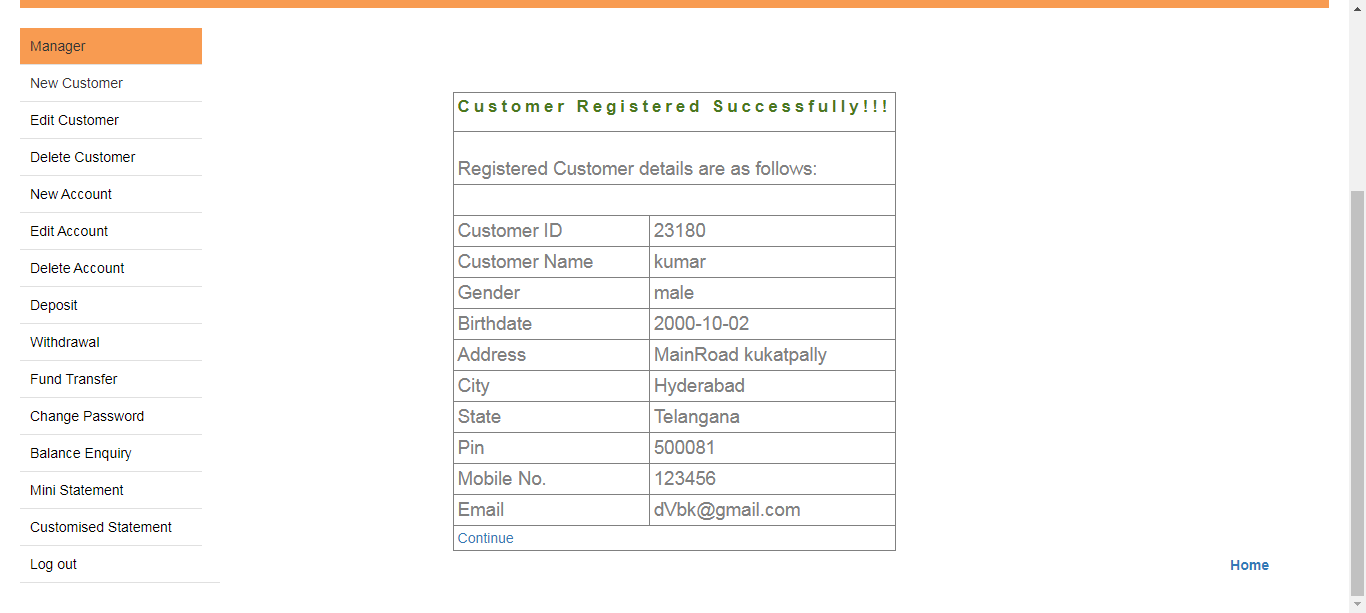 Manager
New Customer
Edit Customer
Delete Customer
New Account
Edit Account
Delete Account
Deposit
Withdrawal
Fund Transfer
Change Password
Balance Enquiry
Mini Statement
Customised Statement
Log out
Customer Registered Successfully!!!
Registered Customer details are as follows:
Customer ID 23180
Customer Name kumar
Gender male
Birthdate 2000-10-02
Address MainRoad kukatpally
City Hyderabad
State Telangana
Pin 500081
Mobile No. 123456
Email dVbk@gmail.com
Continue
Home